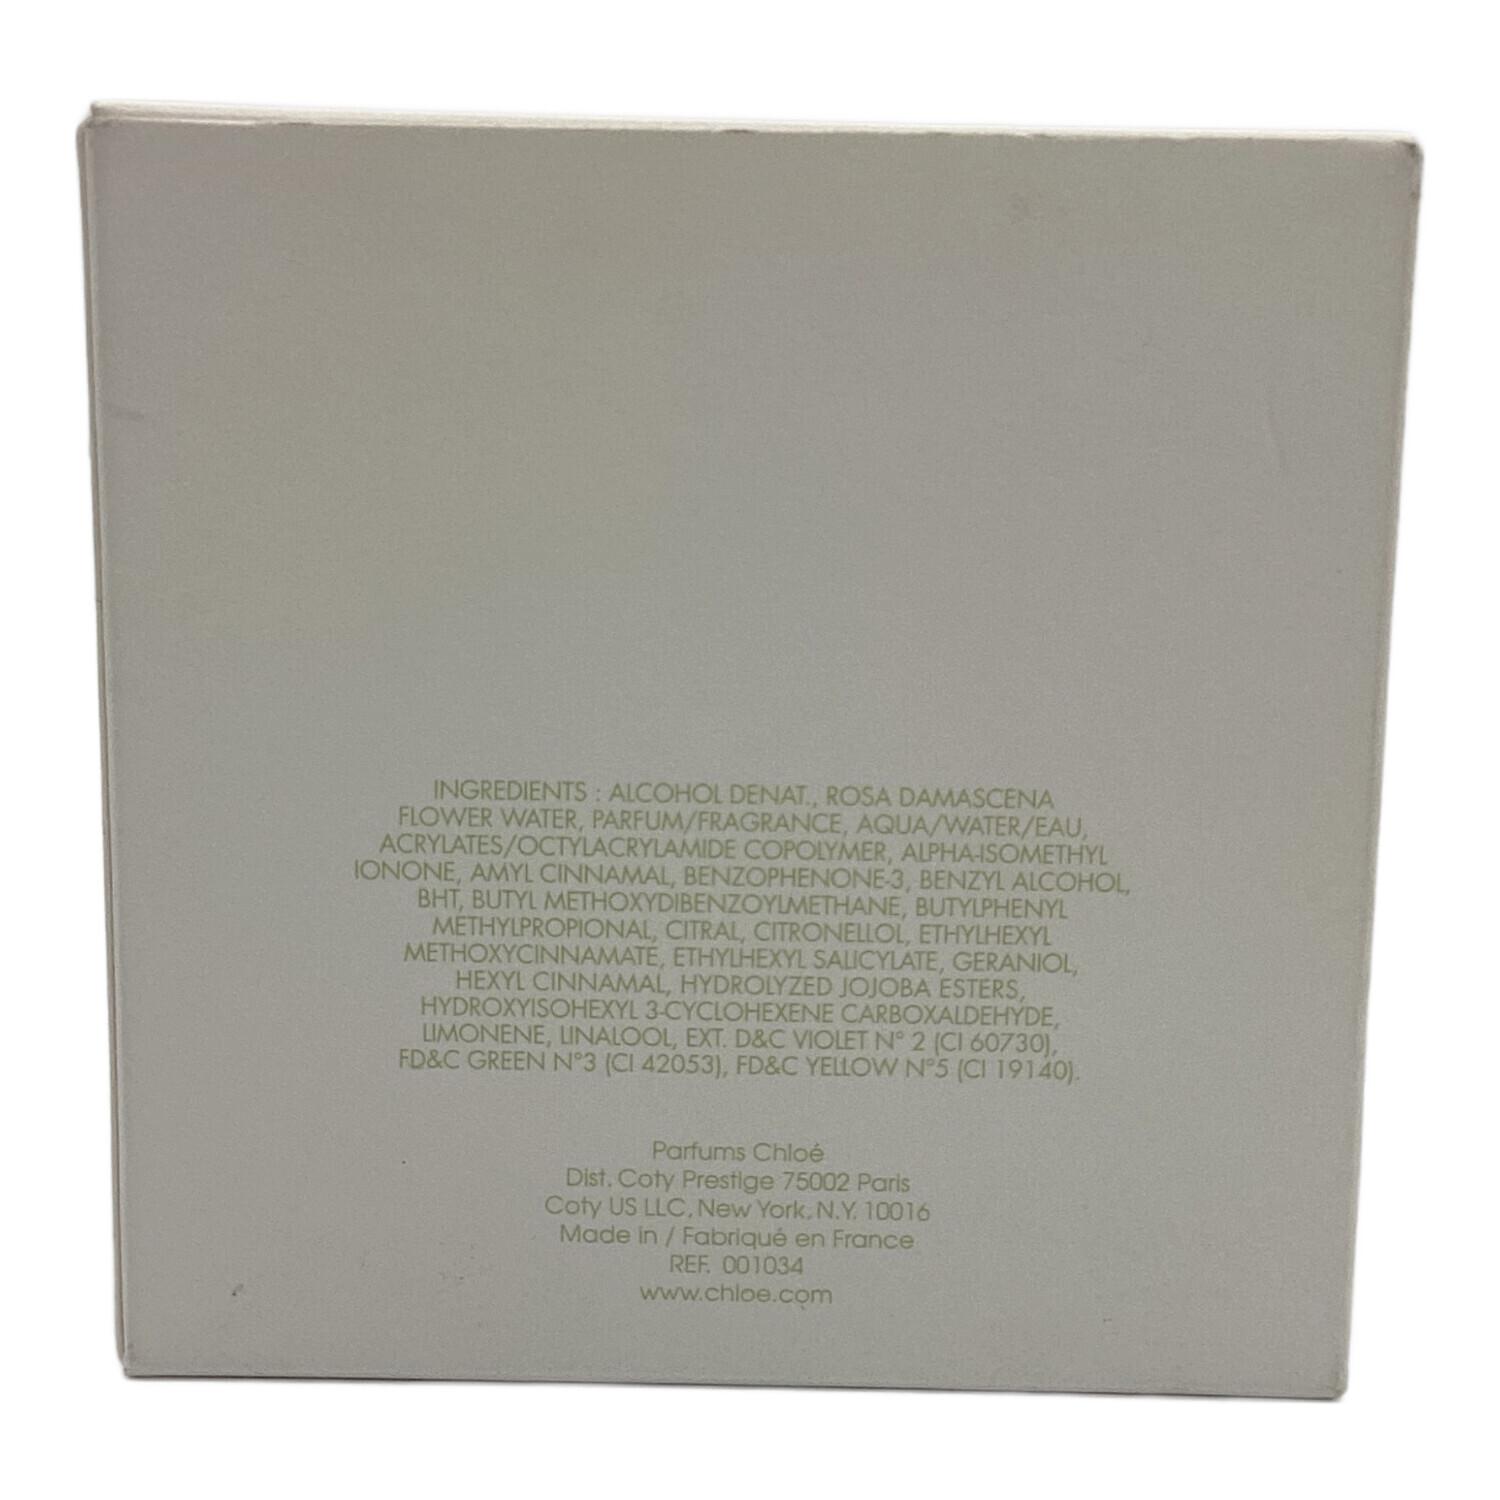 INGREDIENTS : ALCOHOL DENAT., ROSA DAMASCENA
FLOWER WATER, PARFUM/FRAGRANCE, AQUA/WATER/EAU,
ACRYLATES/OCTYLACRYLAMIDE COPOLYMER, ALPHA-ISOMETHYL
IONONE, AMYL CINNAMAL, BENZOPHENONE-3, BENZYL ALCOHOL,
BHT, BUTYL METHOXYDIBENZOYLMETHANE, BUTYLPHENYL
METHYLPROPIONAL, CITRAL, CITRONELLOL, ETHYLHEXYL
METHOXYCINNAMATE, ETHYLHEXYL SALICYLATE, GERANIOL,
HEXYL CINNAMAL, HYDROLYZED JOJOBA ESTERS,
HYDROXYISOHEXYL 3-CYCLOHEXENE CARBOXALDEHYDE,
LIMONENE, LINALOOL, EXT. D&C VIOLET N° 2 (CI 60730),
FD&C GREEN N°3 (CI 42053), FD&C YELLOW N°5 (CI 19140).
Parfums Chloé
Dist. Coty Prestige 75002 Paris
Coty US LLC, New York, N.Y. 10016
Made in / Fabriqué en France
REF. 001034
www.chloe.com